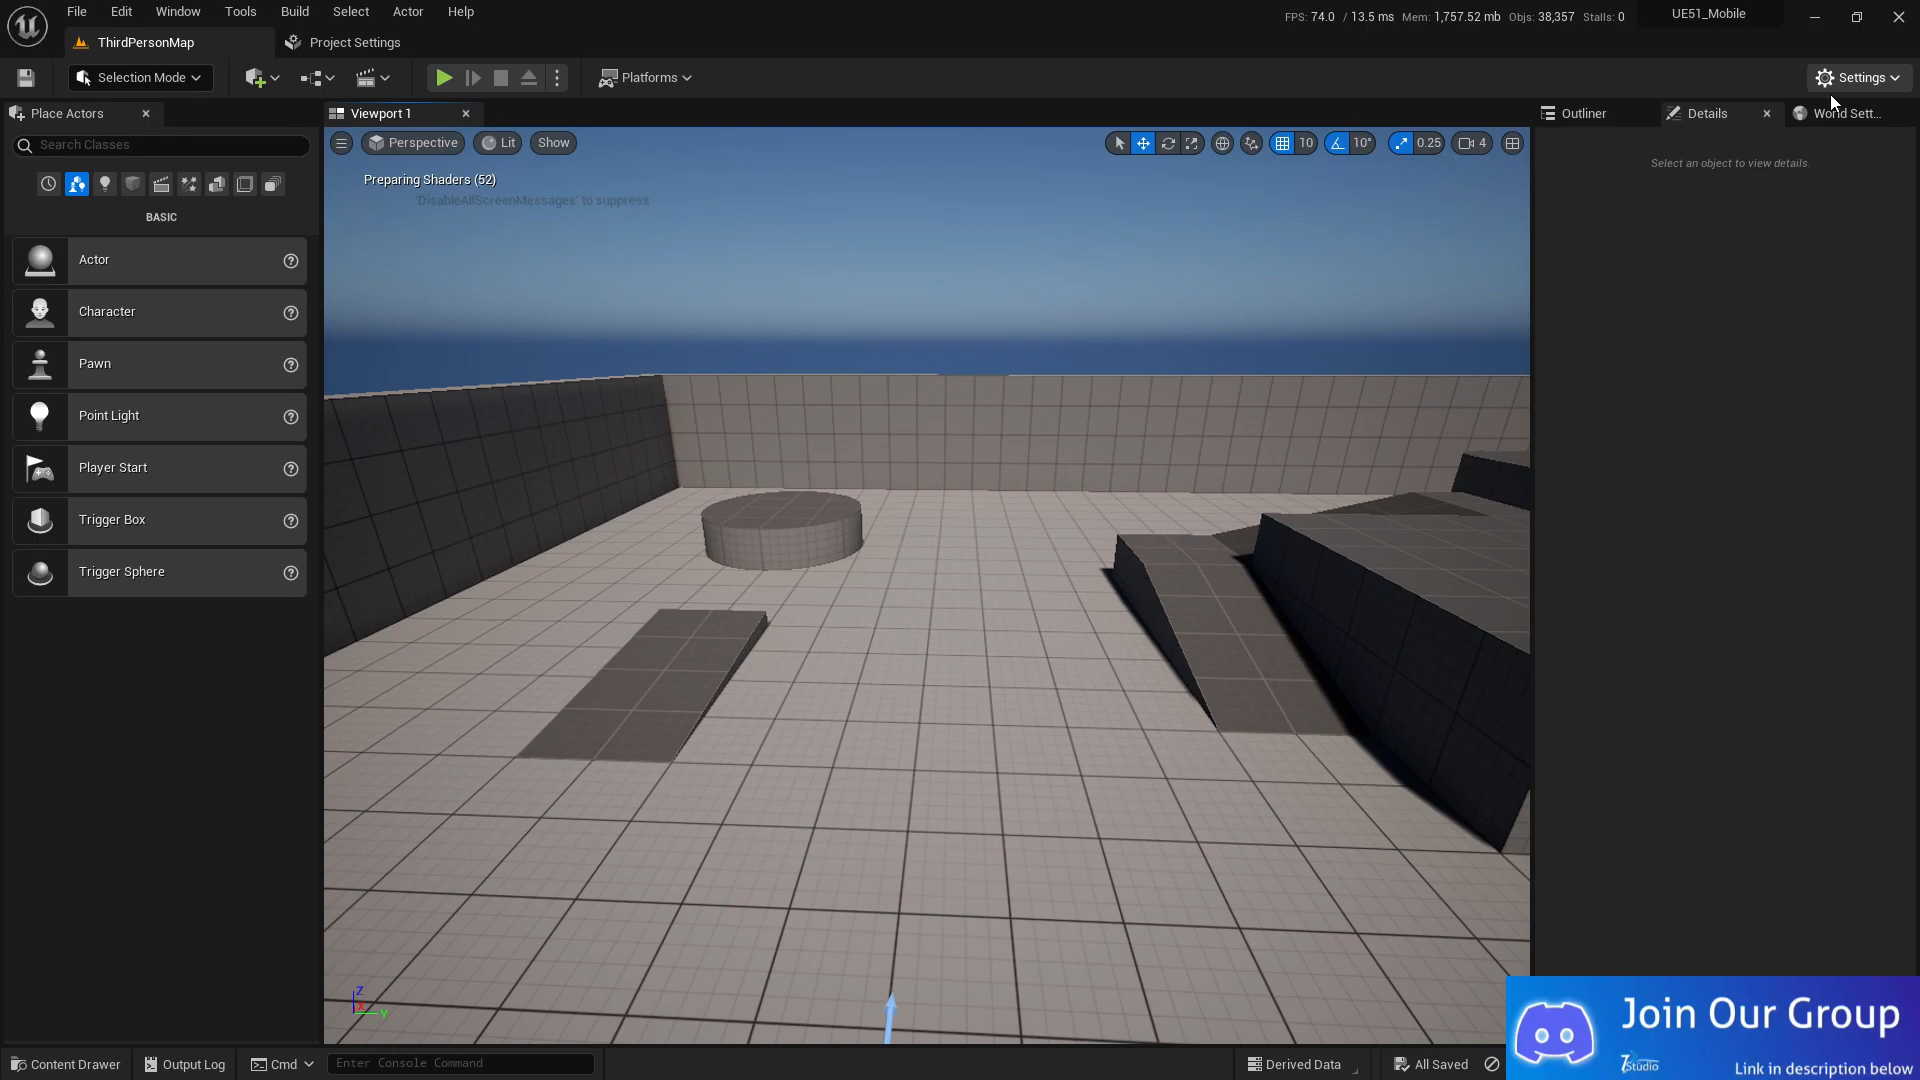 File Edit Window Tools Build Select Actor Help
FPS: 74.0 / 13.5 ms Mem: 1,757.52 mb Objs: 38,357 Stalls: 0
UE51_Mobile
ThirdPersonMap
Project Settings
Selection Mode
Platforms
Settings
Place Actors
Viewport 1
Outliner
Details
World Sett...
Search Classes
Perspective
Lit
Show
10
10°
0.25
4
Select an object to view details.
Preparing Shaders (52)
'DisableAllScreenMessages' to suppress
BASIC
Actor
Character
Pawn
Point Light
Player Start
Trigger Box
Trigger Sphere
Z
X
Y
Join Our Group
7Studio
Link in description below
Content Drawer
Output Log
Cmd
Enter Console Command
Derived Data
All Saved